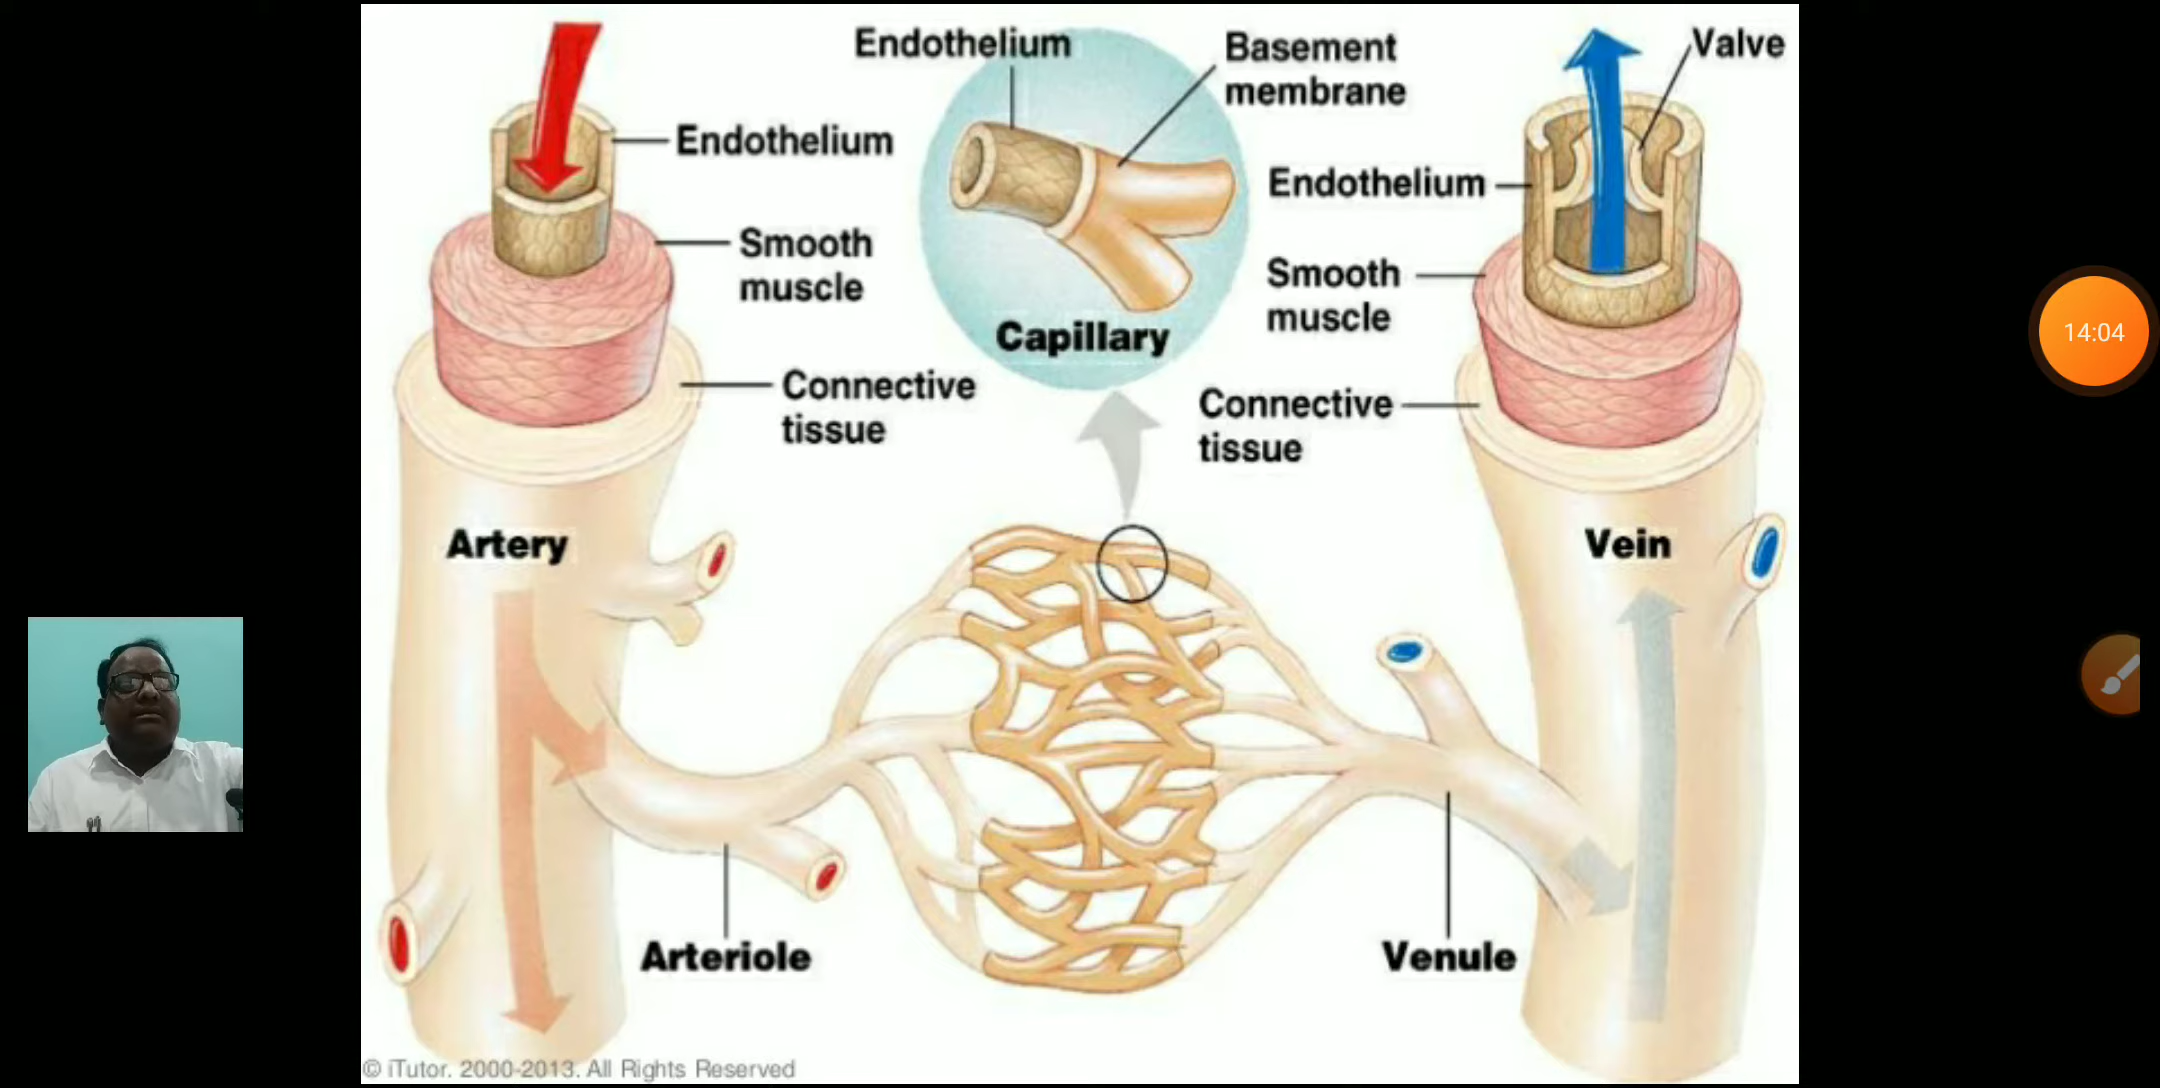 Endothelium
Basement
membrane
Valve
Endothelium
Endothelium
Smooth
muscle
Smooth
muscle
Capillary
Connective
tissue
Connective
tissue
Artery
Vein
Arteriole
Venule
© iTutor. 2000-2013. All Rights Reserved
14:04